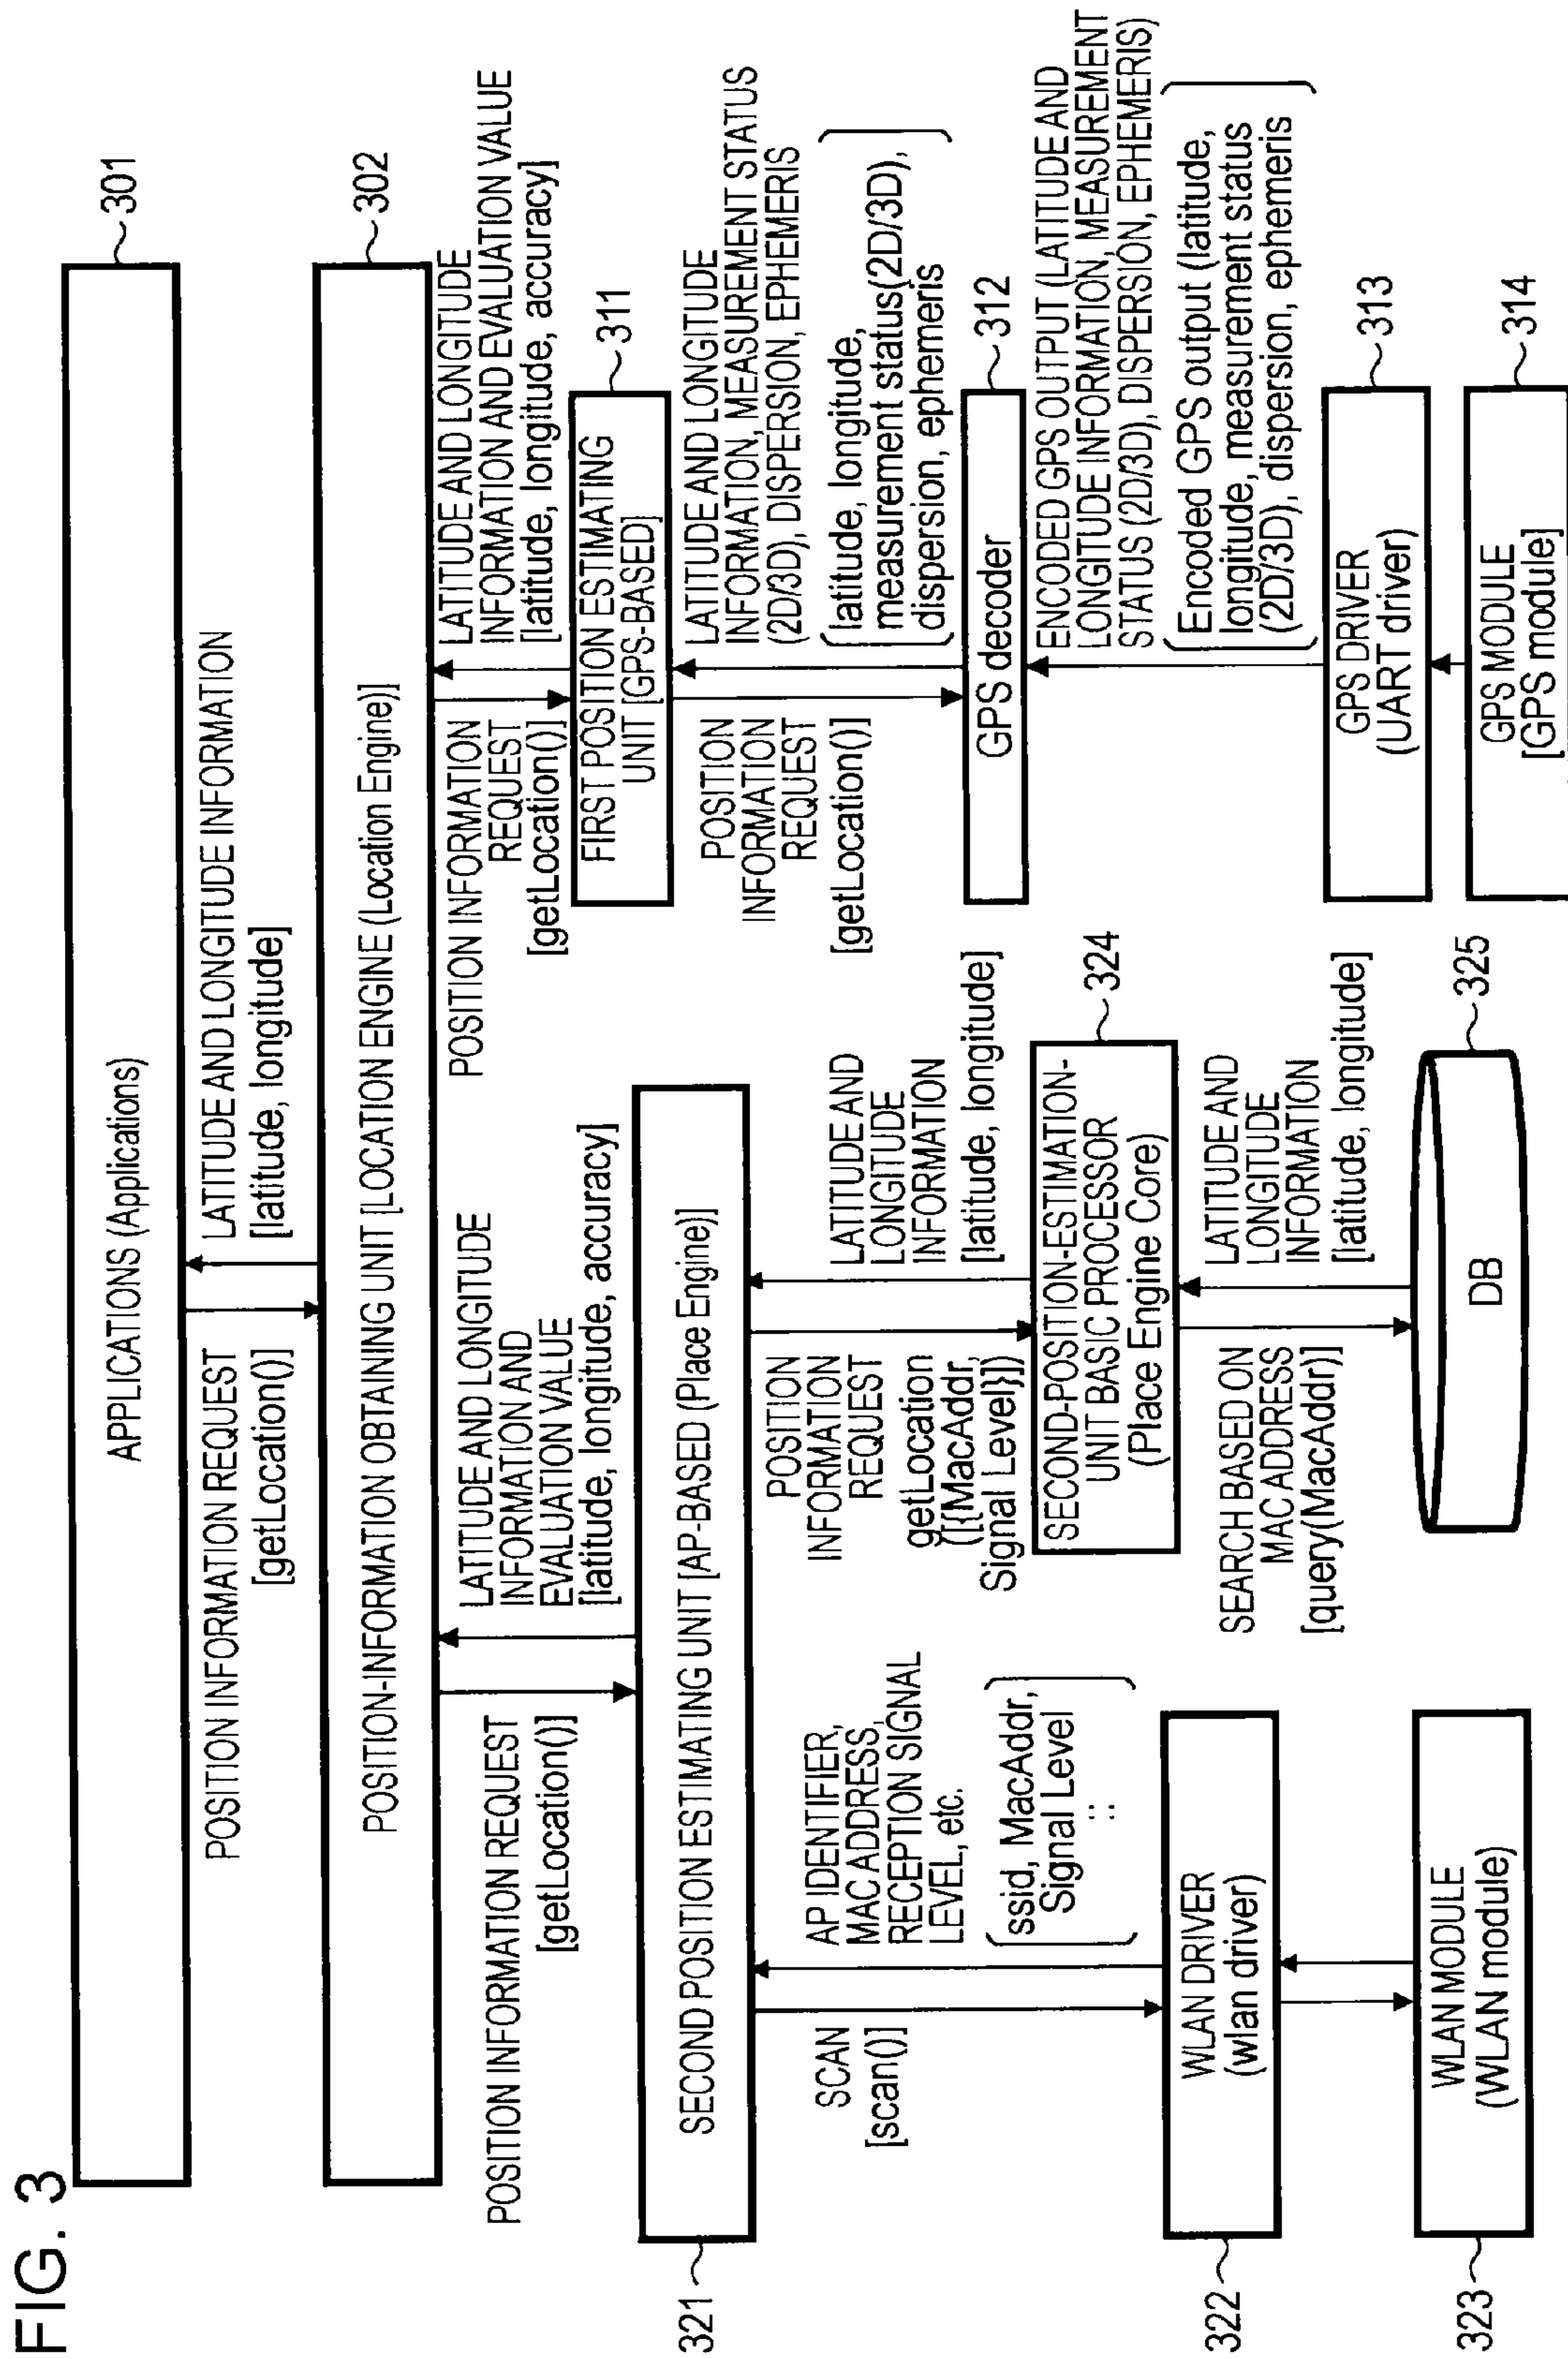 FIG. 3
APPLICATIONS (Applications)
301
POSITION INFORMATION REQUEST
[getLocation()]
LATITUDE AND LONGITUDE INFORMATION
[latitude, longitude]
POSITION-INFORMATION OBTAINING UNIT [LOCATION ENGINE (Location Engine)]
302
POSITION INFORMATION REQUEST
[getLocation()]
LATITUDE AND LONGITUDE
INFORMATION AND
EVALUATION VALUE
[latitude, longitude, accuracy]
POSITION INFORMATION
REQUEST
[getLocation()]
LATITUDE AND LONGITUDE
INFORMATION AND EVALUATION VALUE
[latitude, longitude, accuracy]
FIRST POSITION ESTIMATING
UNIT [GPS-BASED]
311
321
SECOND POSITION ESTIMATING UNIT [AP-BASED (Place Engine)]
POSITION
INFORMATION
REQUEST
[getLocation()]
LATITUDE AND LONGITUDE
INFORMATION, MEASUREMENT STATUS
(2D/3D), DISPERSION, EPHEMERIS
latitude, longitude,
measurement status(2D/3D),
dispersion, ephemeris
SCAN
[scan()]
AP IDENTIFIER,
MAC ADDRESS,
RECEPTION SIGNAL
LEVEL, etc.
ssid, MacAddr,
Signal Level
::
POSITION
INFORMATION
REQUEST
getLocation
([{MacAddr,
Signal Level}])
LATITUDE AND
LONGITUDE
INFORMATION
[latitude, longitude]
GPS decoder
312
SECOND-POSITION-ESTIMATION-
UNIT BASIC PROCESSOR
(Place Engine Core)
324
ENCODED GPS OUTPUT (LATITUDE AND
LONGITUDE INFORMATION, MEASUREMENT
STATUS (2D/3D), DISPERSION, EPHEMERIS)
Encoded GPS output (latitude,
longitude, measurement status
(2D/3D), dispersion, ephemeris
322
WLAN DRIVER
(wlan driver)
SEARCH BASED ON
MAC ADDRESS
[query(MacAddr)]
LATITUDE AND
LONGITUDE
INFORMATION
[latitude, longitude]
GPS DRIVER
(UART driver)
313
323
WLAN MODULE
(WLAN module)
DB
325
GPS MODULE
[GPS module]
314